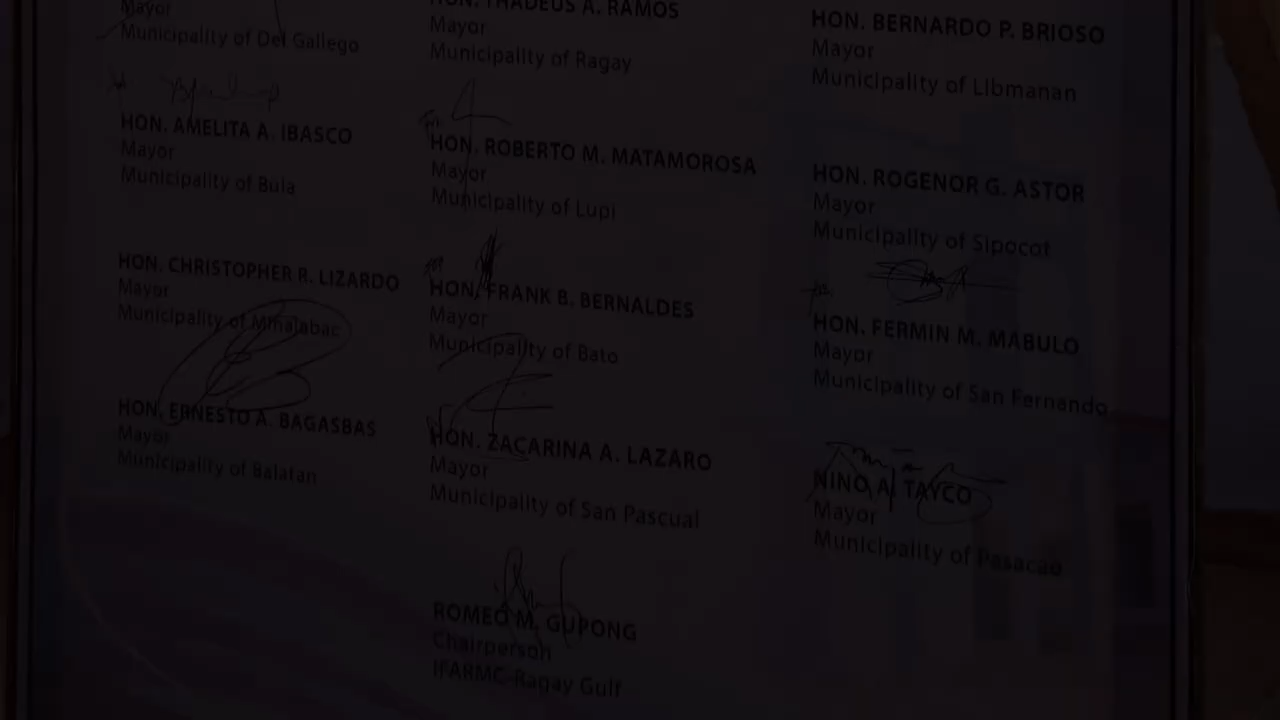 Mayor
Municipality of Del Gallego
HON. THADEUS A. RAMOS
Mayor
Municipality of Ragay
HON. BERNARDO P. BRIOSO
Mayor
Municipality of Libmanan
HON. AMELITA A. IBASCO
Mayor
Municipality of Bula
HON. ROBERTO M. MATAMOROSA
Mayor
Municipality of Lupi
HON. ROGENOR G. ASTOR
Mayor
Municipality of Sipocot
HON. CHRISTOPHER R. LIZARDO
Mayor
Municipality of Minalabac
HON. FRANK B. BERNALDES
Mayor
Municipality of Bato
HON. FERMIN M. MABULO
Mayor
Municipality of San Fernando
HON. ERNESTO A. BAGASBAS
Mayor
Municipality of Balatan
HON. ZACARINA A. LAZARO
Mayor
Municipality of San Pascual
NINO A. TAYCO
Mayor
Municipality of Pasacao
ROMEO M. GUPONG
Chairperson
IFARMC-Ragay Gulf